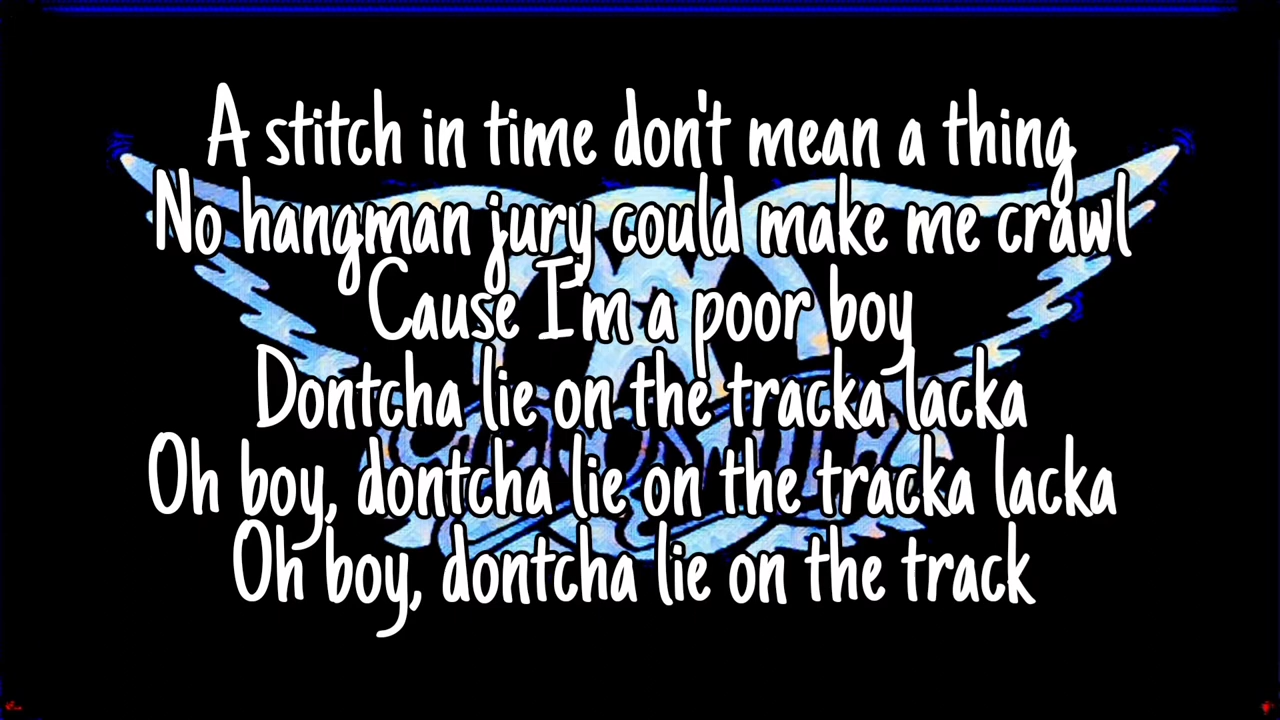 A stitch in time don't mean a thing
No hangman jury could make me crawl
Cause I'm a poor boy
Dontcha lie on the tracka lacka
Oh boy, dontcha lie on the tracka lacka
Oh boy, dontcha lie on the track
AEROSMITH